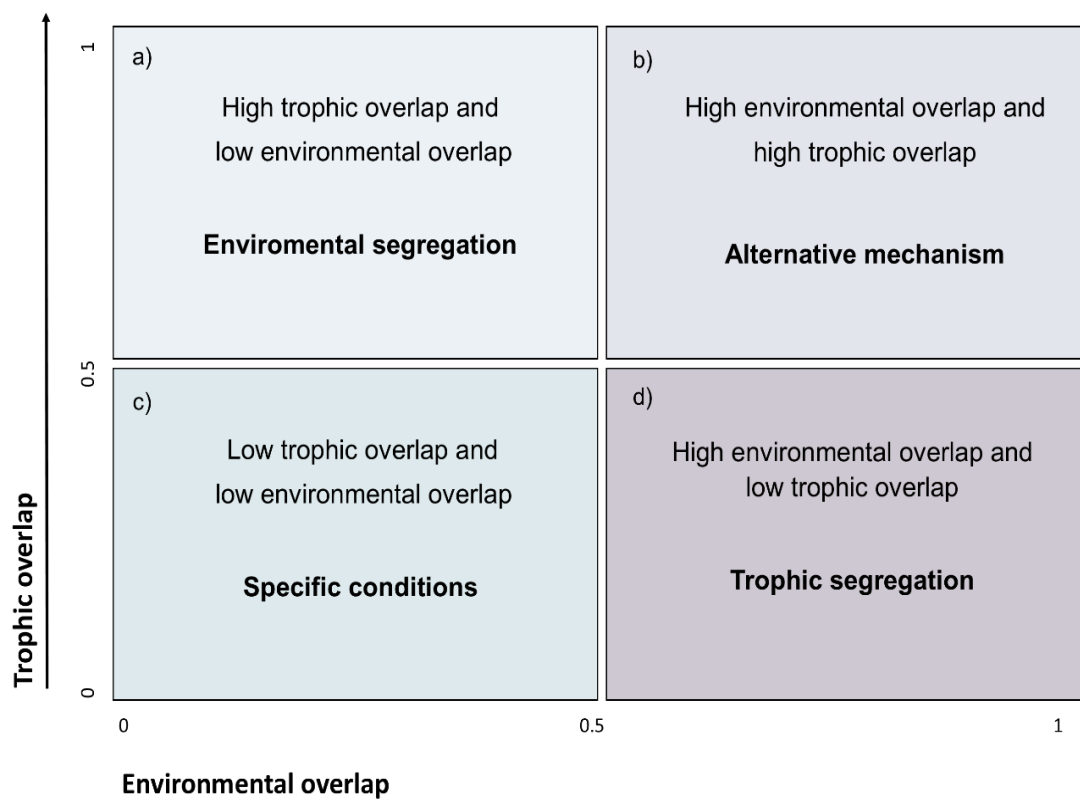 1
a)
High trophic overlap and
low environmental overlap
Enviromental segregation
b)
High environmental overlap and
high trophic overlap
Alternative mechanism
0.5
c)
Low trophic overlap and
low environmental overlap
Specific conditions
d)
High environmental overlap and
low trophic overlap
Trophic segregation
Trophic overlap
0
0
0.5
1
Environmental overlap